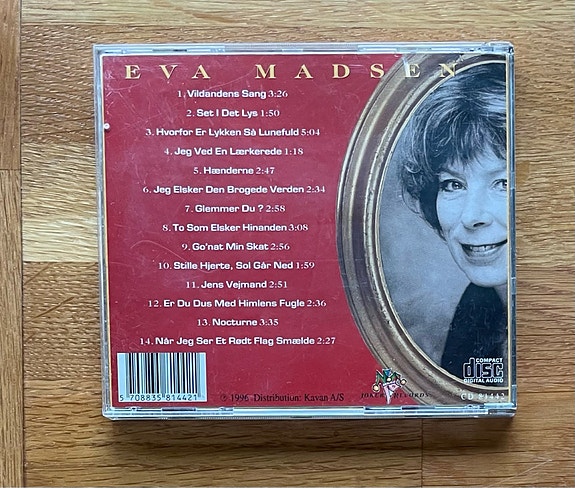 EVA MADSEN
1. Vildandens Sang 3:26
2. Set I Det Lys 1:50
3. Hvorfor Er Lykken Så Lunefuld 5:04
4. Jeg Ved En Lærkerede 1:18
5. Hænderne 2:47
6. Jeg Elsker Den Brogede Verden 2:34
7. Glemmer Du ? 2:58
8. To Som Elsker Hinanden 3:08
9. Go'nat Min Skat 2:56
10. Stille Hjerte, Sol Går Ned 1:59
11. Jens Vejmand 2:51
12. Er Du Dus Med Himlens Fugle 2:36
13. Nocturne 3:35
14. Når Jeg Ser Et Rødt Flag Smælde 2:27
5 708835 814421
℗ 1996 Distribution: Kavan A/S
JOKER RECORDS
COMPACT
disc
DIGITAL AUDIO
CD 81442